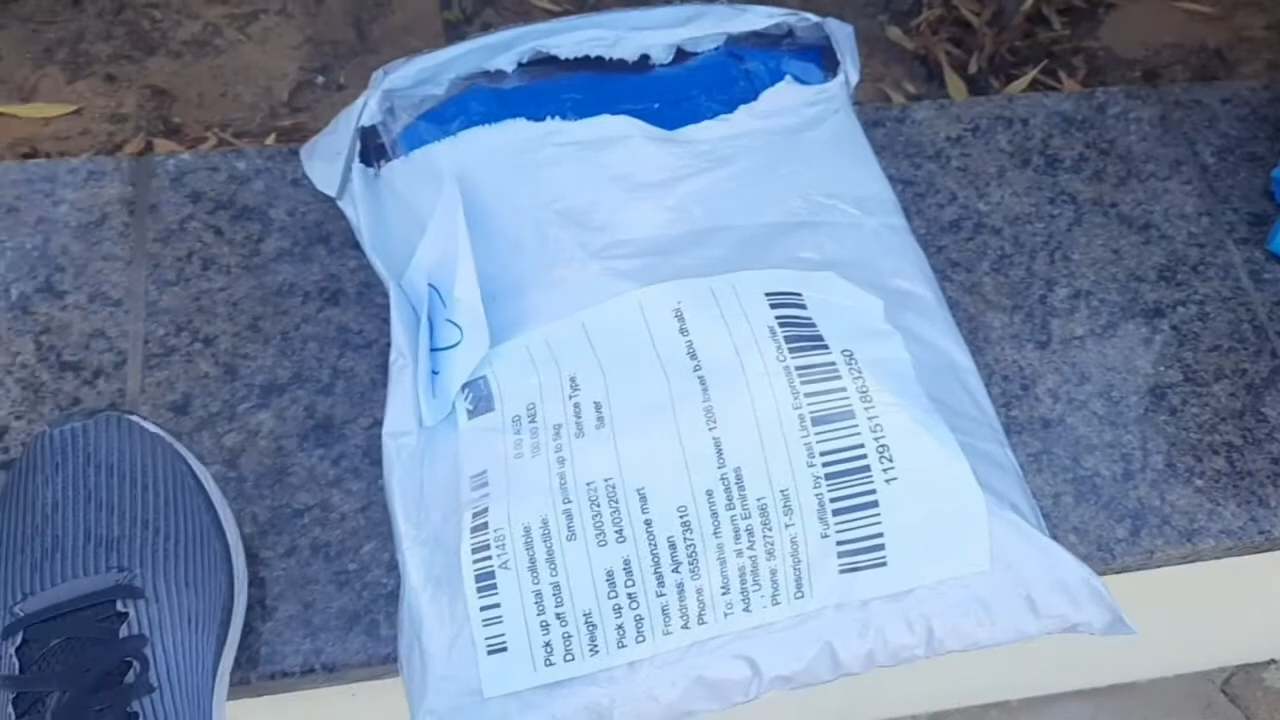 A1481
Pick up total collectible: 0.00 AED
Drop off total collectible: 100.00 AED
Weight: Small parcel up to 5kg Service Type:
Pick up Date: 03/03/2021 Saver
Drop Off Date: 04/03/2021
From: Fashionzone mart
Address: Ajman
Phone: 0555373810
To: Momshie rhoanne
Address: al reem Beach tower 1206 tower b,abu dhabi ,
, , United Arab Emirates
Phone: 562726861
Description: T-Shirt
Fulfilled by: Fast Line Express Courier
11291511863250